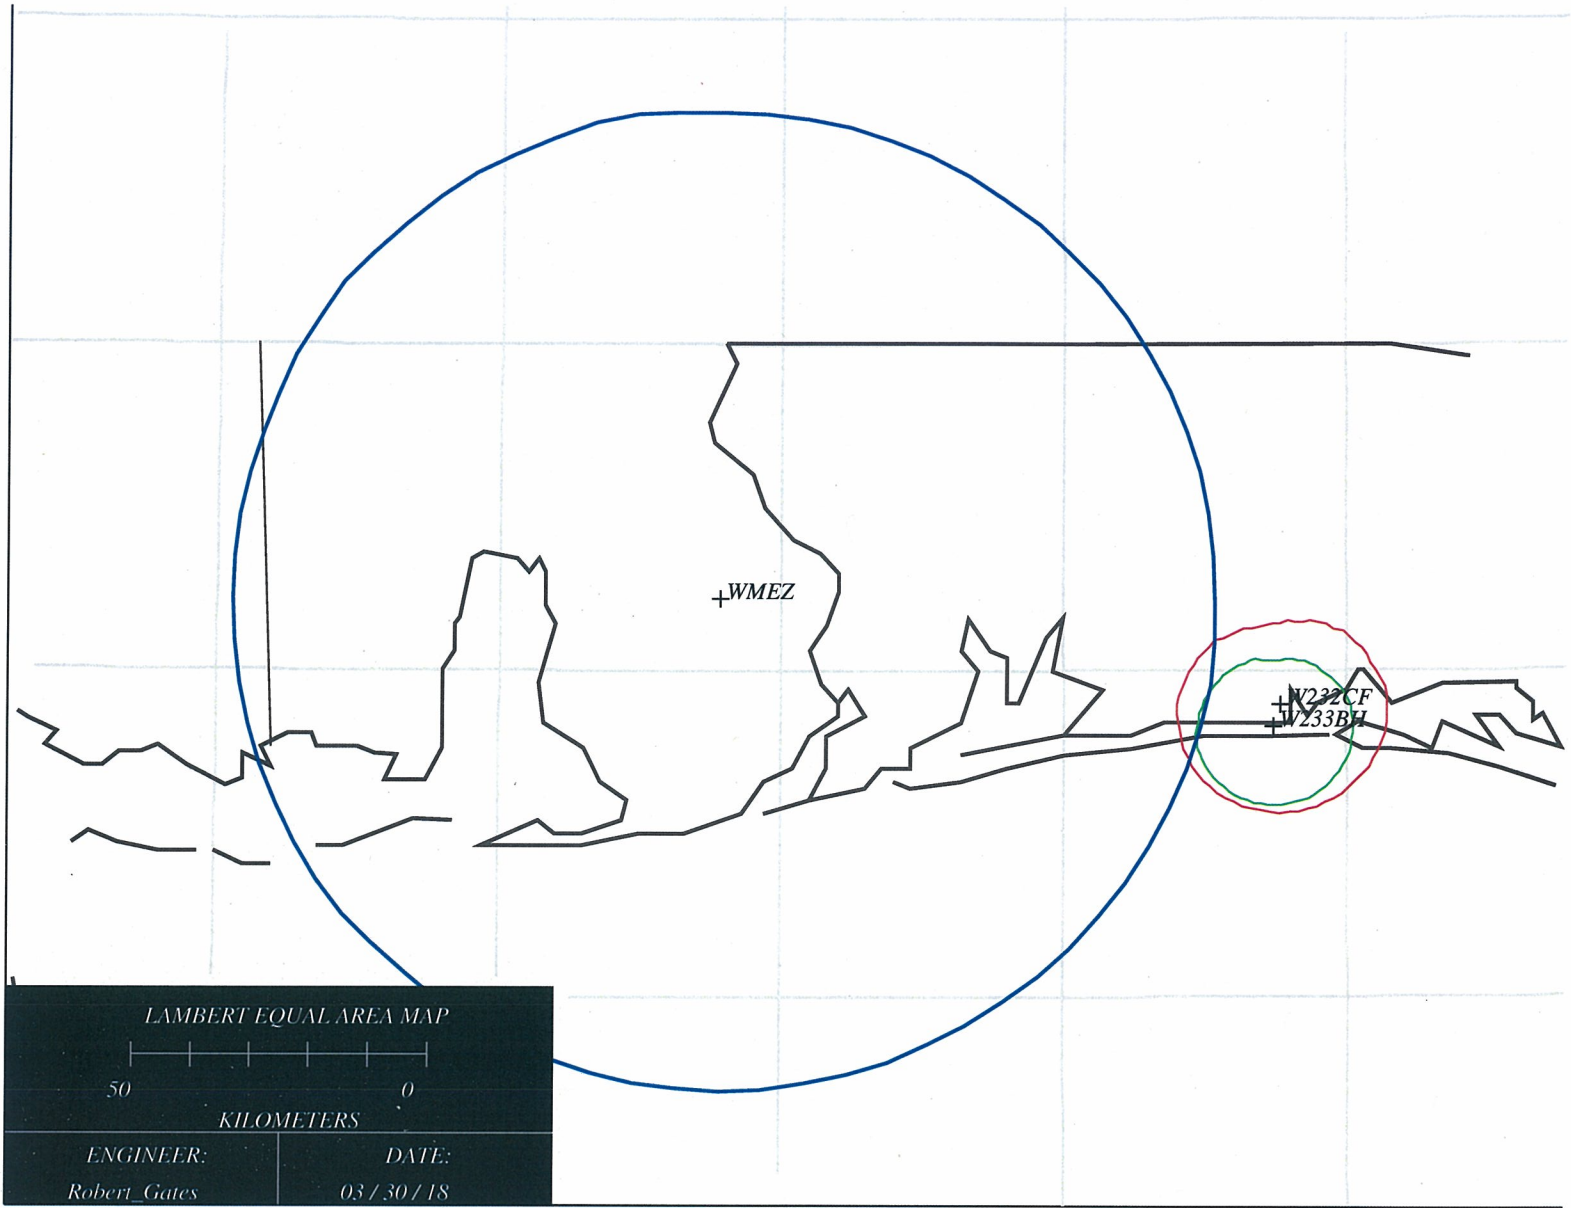 WMEZ
W232CF
W233BH
LAMBERT EQUAL AREA MAP
50 0
KILOMETERS
ENGINEER: DATE:
Robert_Gates 03 / 30 / 18